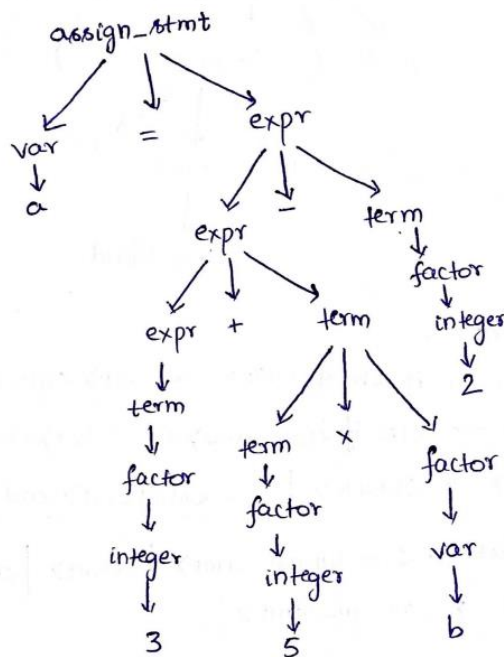 assign_stmt
var = expr
a
expr - term
factor
expr + term integer
2
term term × factor
factor factor var
integer integer b
3 5